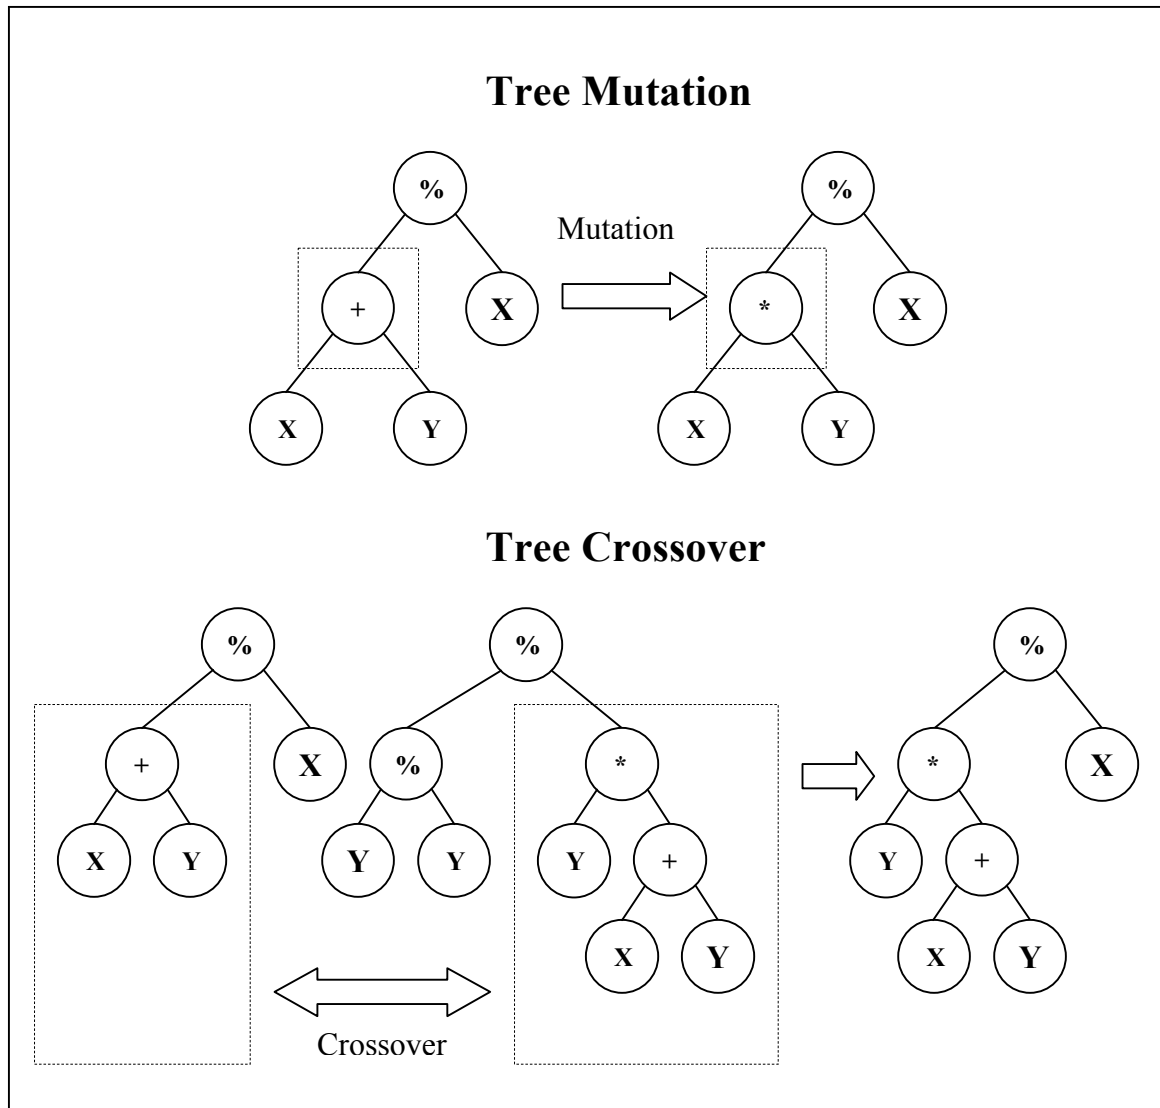 Tree Mutation
% %
Mutation
+ X * X
X Y X Y
Tree Crossover
% % %
+ X % * * X
X Y Y Y Y + Y +
X Y X Y
Crossover